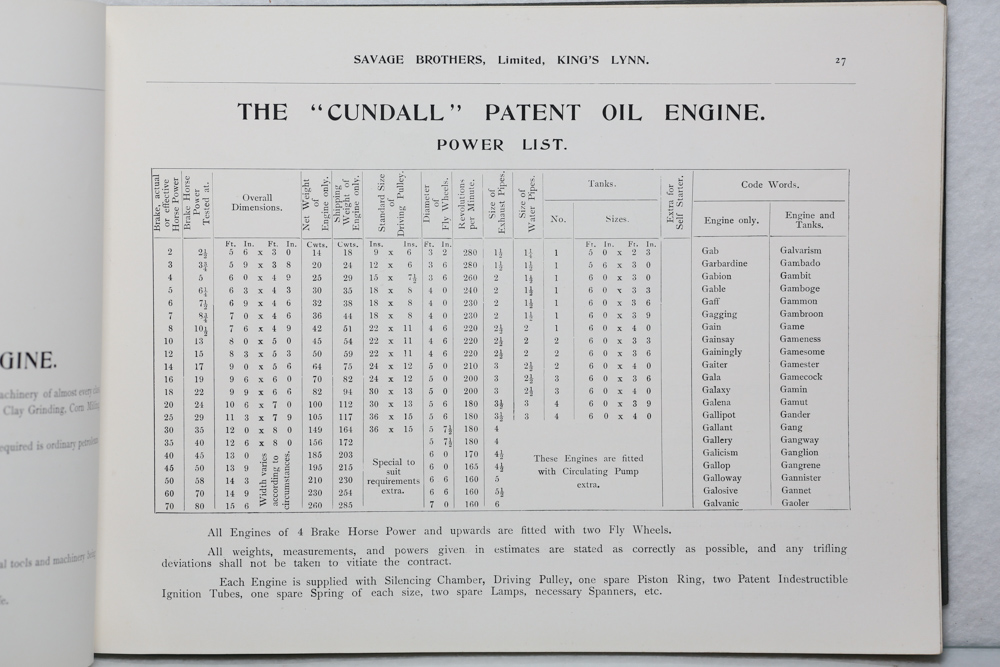 SAVAGE BROTHERS, Limited, KING'S LYNN.
27
THE "CUNDALL" PATENT OIL ENGINE.
POWER LIST.
Brake, actual or effective Horse Power
Brake Horse Power Tested at.
Overall Dimensions.
Net Weight of Engine only.
Shipping Weight of Engine only.
Standard Size of Driving Pulley.
Diameter of Fly Wheels.
Revolutions per Minute.
Size of Exhaust Pipes.
Size of Water Pipes.
Tanks.
No.
Sizes.
Extra for Self Starter.
Code Words.
Engine only.
Engine and Tanks.
Ft. In. Ft. In. Cwts. Cwts. Ins. Ins. Ft. In. Ft. In. Ft. In.
2 2½ 5 6 x 3 0 14 18 9 x 6 3 2 280 1½ 1¼ 1 5 0 x 2 3 Gab Galvarism
3 3¾ 5 9 x 3 8 20 24 12 x 6 3 6 280 1½ 1½ 1 5 6 x 3 0 Garbardine Gambado
4 5 6 0 x 4 9 25 29 15 x 7½ 3 6 260 2 1½ 1 6 0 x 3 0 Gabion Gambit
5 6¼ 6 3 x 4 3 30 35 18 x 8 4 0 240 2 1½ 1 6 0 x 3 3 Gable Gamboge
6 7½ 6 9 x 4 6 32 38 18 x 8 4 0 230 2 1½ 1 6 0 x 3 6 Gaff Gammon
7 8¾ 7 0 x 4 6 36 44 18 x 8 4 0 230 2 1½ 1 6 0 x 3 9 Gagging Gambroon
8 10½ 7 6 x 4 9 42 51 22 x 11 4 6 220 2½ 2 1 6 0 x 4 0 Gain Game
10 13 8 0 x 5 0 45 54 22 x 11 4 6 220 2½ 2 2 6 0 x 3 3 Gainsay Gameness
12 15 8 3 x 5 3 50 59 22 x 11 4 6 220 2½ 2 2 6 0 x 3 6 Gainingly Gamesome
14 17 9 0 x 5 6 64 75 24 x 12 5 0 210 3 2½ 2 6 0 x 4 0 Gaiter Gamester
16 19 9 6 x 6 0 70 82 24 x 12 5 0 200 3 2½ 3 6 0 x 3 6 Gala Gamecock
18 22 9 9 x 6 6 82 94 30 x 13 5 0 200 3 2½ 3 6 0 x 4 0 Galaxy Gamin
20 24 10 6 x 7 0 100 112 30 x 13 5 6 180 3½ 3 4 6 0 x 3 9 Galena Gamut
25 29 11 3 x 7 9 105 117 36 x 15 5 6 180 3½ 3 4 6 0 x 4 0 Gallipot Gander
30 35 12 0 x 8 0 149 164 36 x 15 5 7½ 180 4 Gallant Gang
35 40 12 6 x 8 0 156 172 5 7½ 180 4 Gallery Gangway
40 45 13 0 185 203 6 0 170 4½ Galicism Ganglion
45 50 13 9 195 215 6 0 165 4½ Gallop Gangrene
50 58 14 3 210 230 6 6 160 5 Galloway Gannister
60 70 14 9 230 254 6 6 160 5½ Galosive Gannet
70 80 15 6 260 285 7 0 160 6 Galvanic Gaoler
Width varies according to circumstances.
Special to
suit
requirements
extra.
These Engines are fitted
with Circulating Pump
extra.
All Engines of 4 Brake Horse Power and upwards are fitted with two Fly Wheels.
All weights, measurements, and powers given in estimates are stated as correctly as possible, and any trifling
deviations shall not be taken to vitiate the contract.
Each Engine is supplied with Silencing Chamber, Driving Pulley, one spare Piston Ring, two Patent Indestructible
Ignition Tubes, one spare Spring of each size, two spare Lamps, necessary Spanners, etc.
GINE.
achinery of almost every
Clay Grinding, Corn
equired is ordinary
al tools and machinery